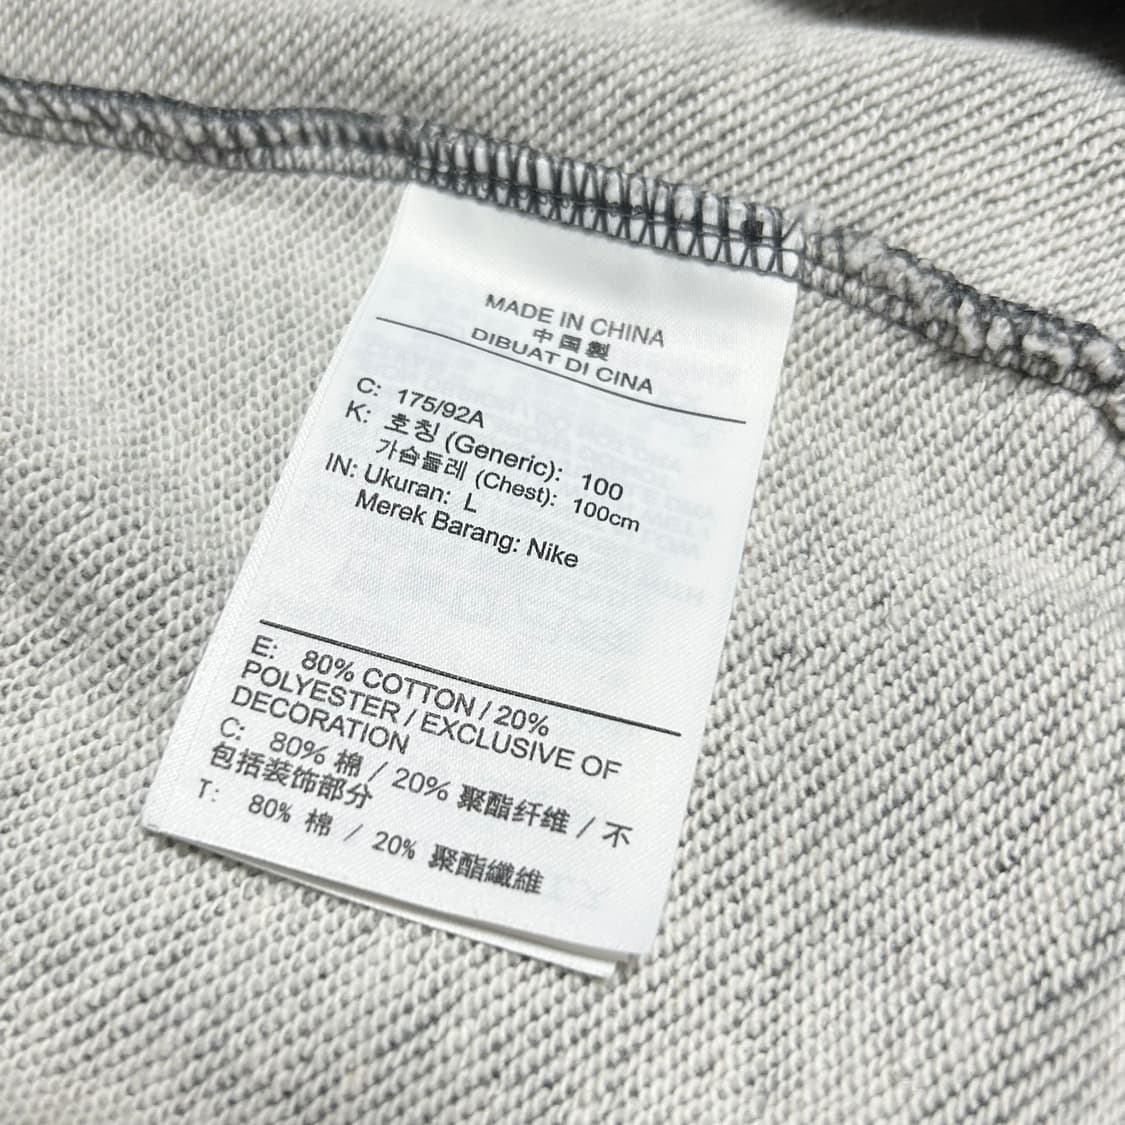 MADE IN CHINA
中国製
DIBUAT DI CINA
C: 175/92A
K: 호칭 (Generic): 100
가슴둘레 (Chest): 100cm
IN: Ukuran: L
Merek Barang: Nike
E: 80% COTTON / 20%
POLYESTER / EXCLUSIVE OF
DECORATION
C: 80% 棉 / 20% 聚酯纤维 / 不
包括装饰部分
T: 80% 棉 / 20% 聚酯纖維